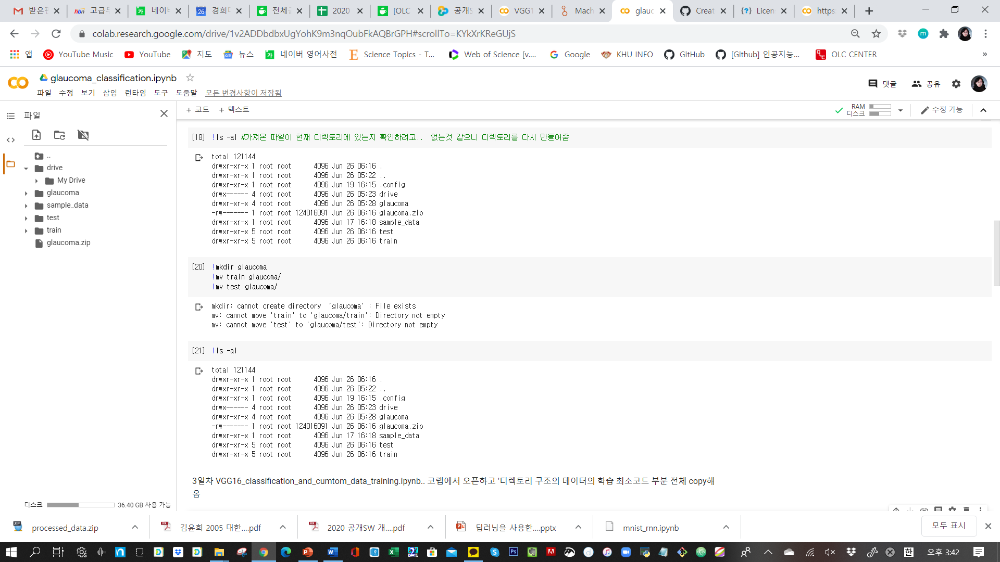 받은편
hbn 고급두
네이버
26 경희대
전체공
2020
[OLC
공개S
VGG1
Mach
glauc
Creat
{?} Licen
https
colab.research.google.com/drive/1v2ADDbdbxUgYohK9m3nqOubFkAQBrGPH#scrollTo=KYkXrKReGUjS
앱 YouTube Music YouTube 지도 뉴스 네이버 영어사전 Science Topics - T... Web of Science [v.... Google KHU INFO GitHub [Github] 인공지능... OLC CENTER »
glaucoma_classification.ipynb
파일 수정 보기 삽입 런타임 도구 도움말 모든 변경사항이 저장됨
댓글 공유
파일
+ 코드 + 텍스트
RAM
디스크
수정 가능
..
drive
My Drive
glaucoma
sample_data
test
train
glaucoma.zip
디스크 36.40 GB 사용 가능
[18] !ls -al #가져온 파일이 현재 디렉토리에 있는지 확인하려고.. 없는것 같으니 디렉토리를 다시 만들어줌
total 121144
drwxr-xr-x 1 root root 4096 Jun 26 06:16 .
drwxr-xr-x 1 root root 4096 Jun 26 05:22 ..
drwxr-xr-x 1 root root 4096 Jun 19 16:15 .config
drwx------ 4 root root 4096 Jun 26 05:23 drive
drwxr-xr-x 4 root root 4096 Jun 26 05:28 glaucoma
-rw------- 1 root root 124016091 Jun 26 06:16 glaucoma.zip
drwxr-xr-x 1 root root 4096 Jun 17 16:18 sample_data
drwxr-xr-x 5 root root 4096 Jun 26 06:16 test
drwxr-xr-x 5 root root 4096 Jun 26 06:16 train
[20] !mkdir glaucoma
!mv train glaucoma/
!mv test glaucoma/
mkdir: cannot create directory ‘glaucoma’: File exists
mv: cannot move 'train' to 'glaucoma/train': Directory not empty
mv: cannot move 'test' to 'glaucoma/test': Directory not empty
[21] !ls -al
total 121144
drwxr-xr-x 1 root root 4096 Jun 26 06:16 .
drwxr-xr-x 1 root root 4096 Jun 26 05:22 ..
drwxr-xr-x 1 root root 4096 Jun 19 16:15 .config
drwx------ 4 root root 4096 Jun 26 05:23 drive
drwxr-xr-x 4 root root 4096 Jun 26 05:28 glaucoma
-rw------- 1 root root 124016091 Jun 26 06:16 glaucoma.zip
drwxr-xr-x 1 root root 4096 Jun 17 16:18 sample_data
drwxr-xr-x 5 root root 4096 Jun 26 06:16 test
drwxr-xr-x 5 root root 4096 Jun 26 06:16 train
3일차 VGG16_classification_and_cumtom_data_training.ipynb.. 코랩에서 오픈하고 '디렉토리 구조의 데이터의 학습 최소코드 부분 전체 copy해
옴
processed_data.zip
김윤희 2005 대한....pdf
2020 공개SW 개....pdf
딥러닝을 사용한....pptx
mnist_rnn.ipynb
모두 표시
한 오후 3:42